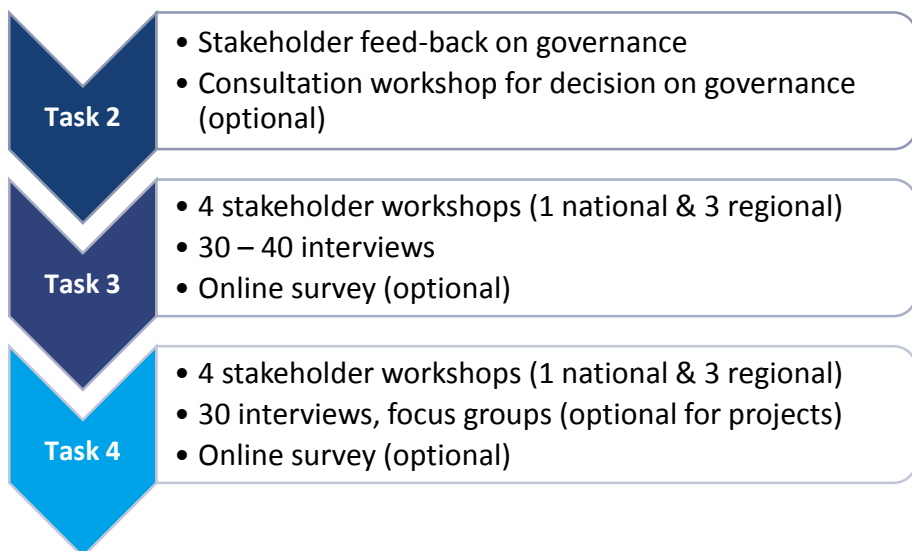 Task 2
• Stakeholder feed-back on governance
• Consultation workshop for decision on governance
(optional)
Task 3
• 4 stakeholder workshops (1 national & 3 regional)
• 30 – 40 interviews
• Online survey (optional)
Task 4
• 4 stakeholder workshops (1 national & 3 regional)
• 30 interviews, focus groups (optional for projects)
• Online survey (optional)